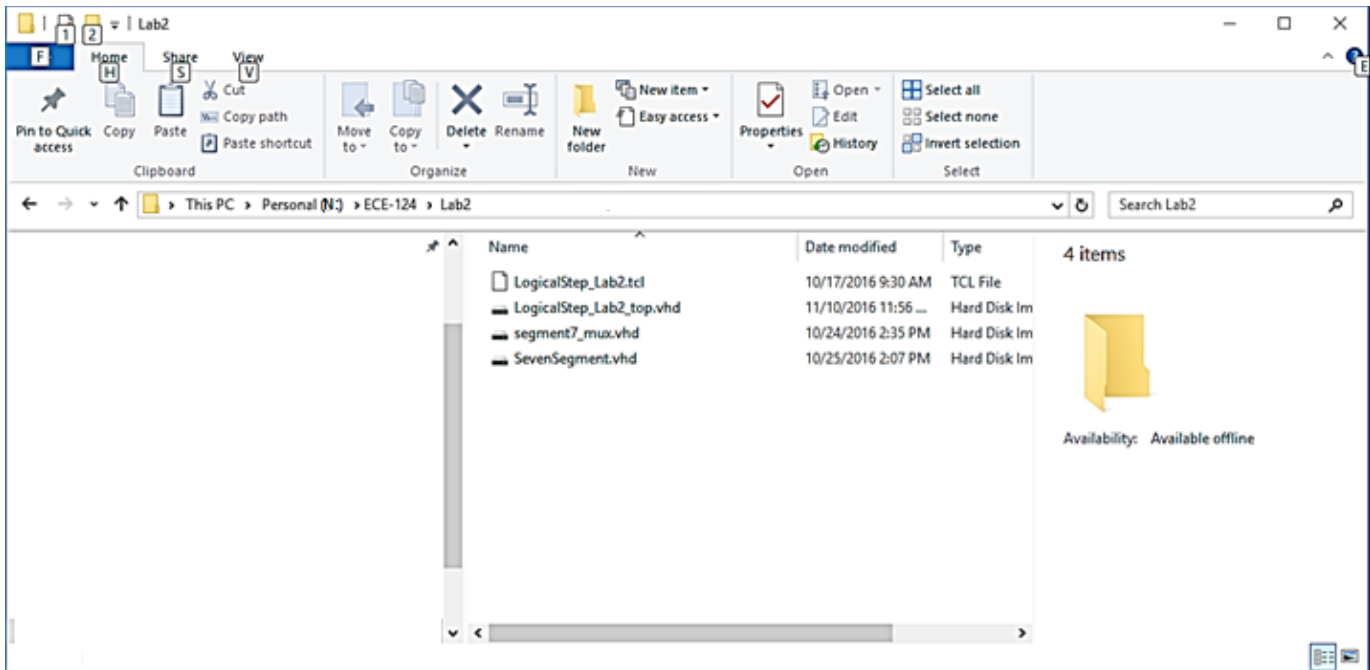 1 2 Lab2
F Home Share View
H S V E
Pin to Quick access
Copy
Paste
Cut
Copy path
Paste shortcut
Clipboard
Move to
Copy to
Delete
Rename
Organize
New folder
New item
Easy access
New
Properties
Open
Edit
History
Open
Select all
Select none
Invert selection
Select
This PC > Personal (N:) > ECE-124 > Lab2
Search Lab2
Name Date modified Type
LogicalStep_Lab2.tcl 10/17/2016 9:30 AM TCL File
LogicalStep_Lab2_top.vhd 11/10/2016 11:56 ... Hard Disk Im
segment7_mux.vhd 10/24/2016 2:35 PM Hard Disk Im
SevenSegment.vhd 10/25/2016 2:07 PM Hard Disk Im
4 items
Availability: Available offline